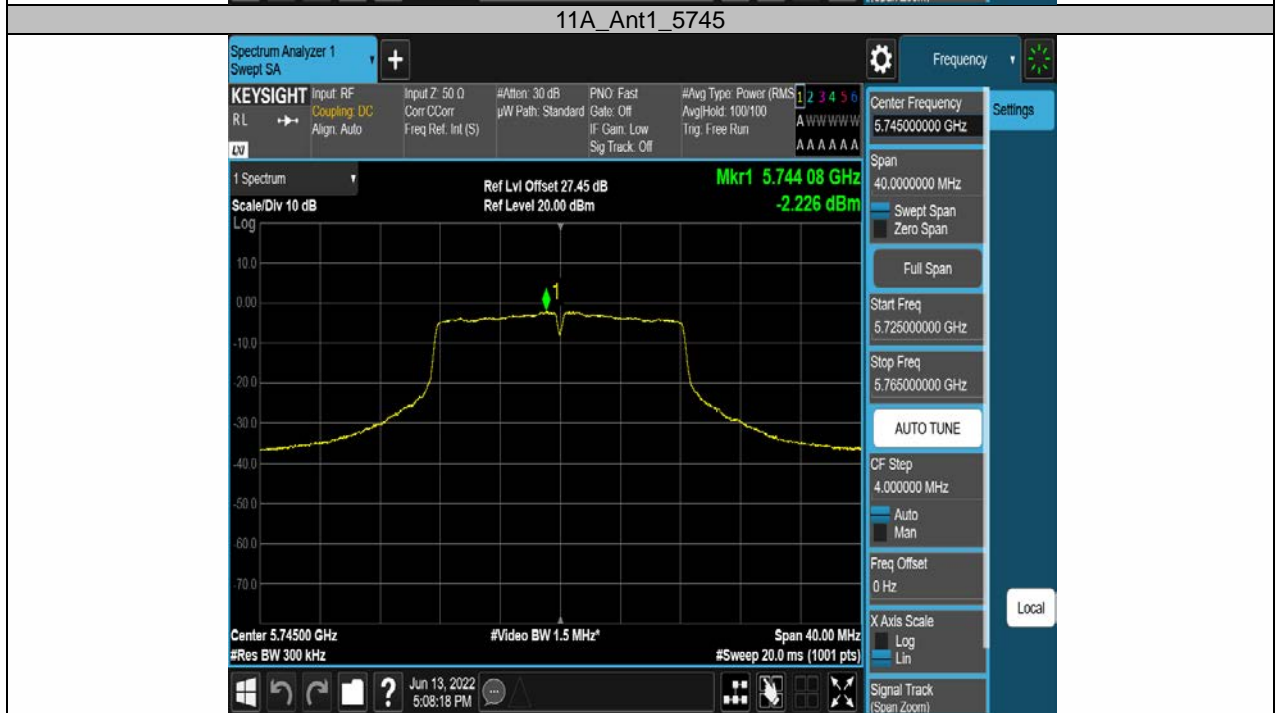 (Span Zoom)
11A_Ant1_5745
Spectrum Analyzer 1
Swept SA
+
Frequency
KEYSIGHT
RL
LXI
Input: RF
Coupling: DC
Align: Auto
Input Z: 50 Ω
Corr CCorr
Freq Ref: Int (S)
#Atten: 30 dB
µW Path: Standard
PNO: Fast
Gate: Off
IF Gain: Low
Sig Track: Off
#Avg Type: Power (RMS
Avg|Hold: 100/100
Trig: Free Run
1 2 3 4 5 6
A W W W W W
A A A A A A
Center Frequency
5.745000000 GHz
Settings
Span
40.0000000 MHz
Swept Span
Zero Span
Full Span
Start Freq
5.725000000 GHz
Stop Freq
5.765000000 GHz
AUTO TUNE
CF Step
4.000000 MHz
Auto
Man
Freq Offset
0 Hz
X Axis Scale
Log
Lin
Local
Signal Track
(Span Zoom)
1 Spectrum
Scale/Div 10 dB
Ref Lvl Offset 27.45 dB
Ref Level 20.00 dBm
Mkr1 5.744 08 GHz
-2.226 dBm
Log
10.0
0.00
-10.0
-20.0
-30.0
-40.0
-50.0
-60.0
-70.0
1
Center 5.74500 GHz
#Res BW 300 kHz
#Video BW 1.5 MHz*
Span 40.00 MHz
#Sweep 20.0 ms (1001 pts)
?
Jun 13, 2022
5:08:18 PM